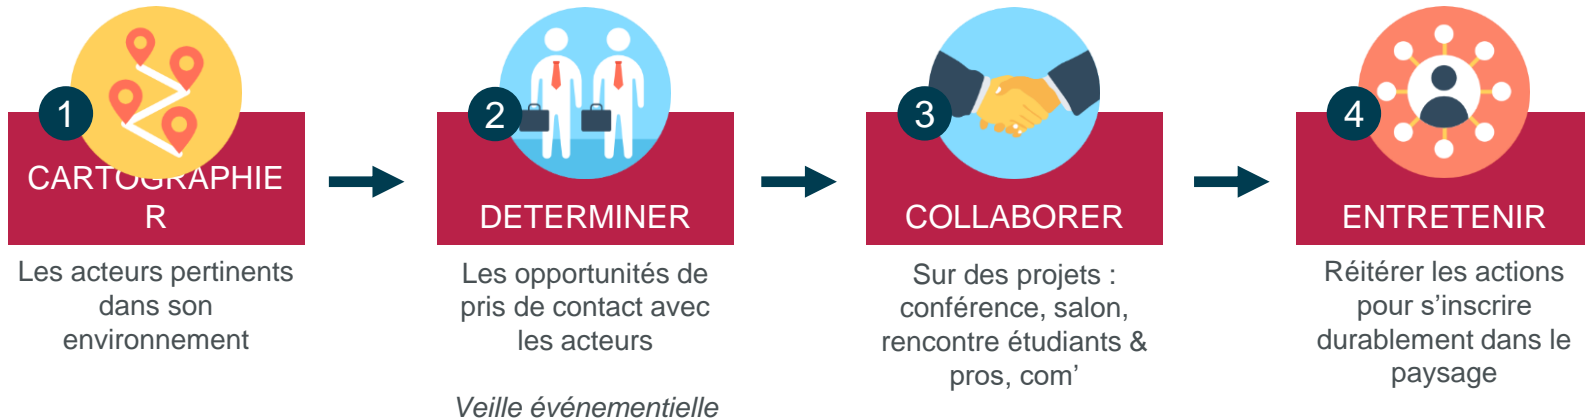 1
CARTOGRAPHIE
R
Les acteurs pertinents
dans son
environnement
2
DETERMINER
Les opportunités de
pris de contact avec
les acteurs
Veille événementielle
3
COLLABORER
Sur des projets :
conférence, salon,
rencontre étudiants &
pros, com’
4
ENTRETENIR
Réitérer les actions
pour s’inscrire
durablement dans le
paysage